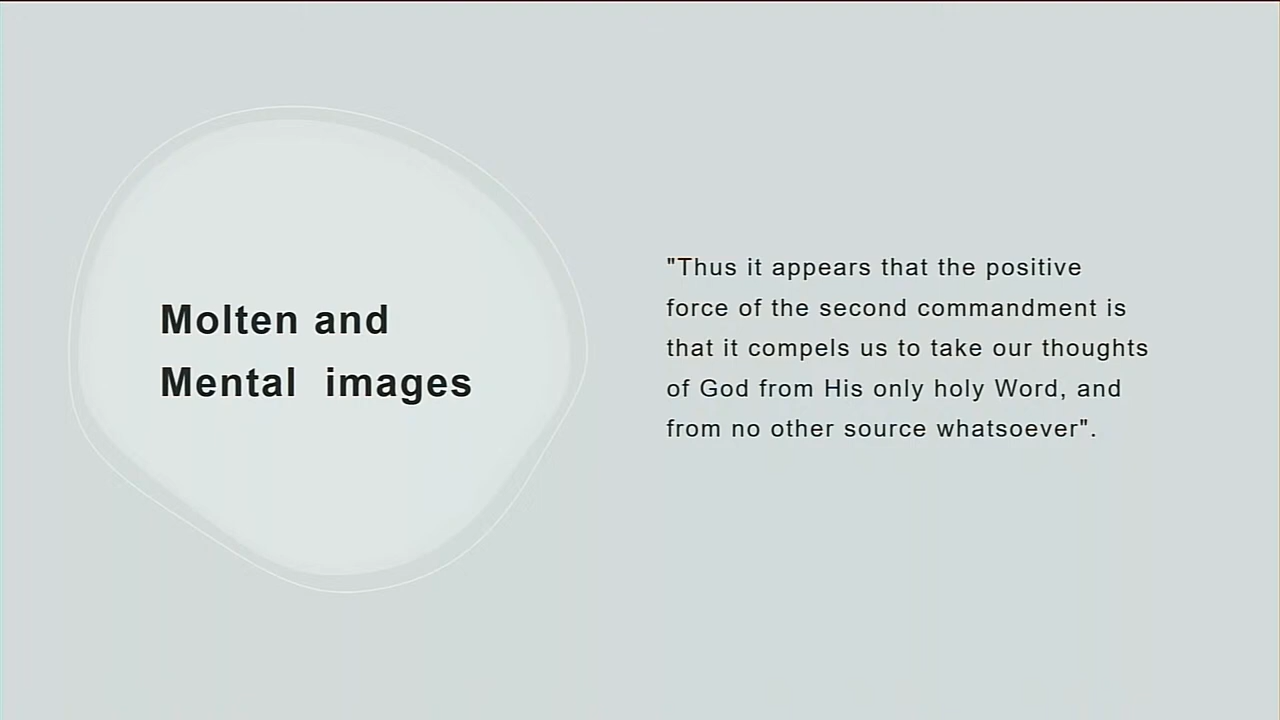 Molten and
Mental images
"Thus it appears that the positive
force of the second commandment is
that it compels us to take our thoughts
of God from His only holy Word, and
from no other source whatsoever".